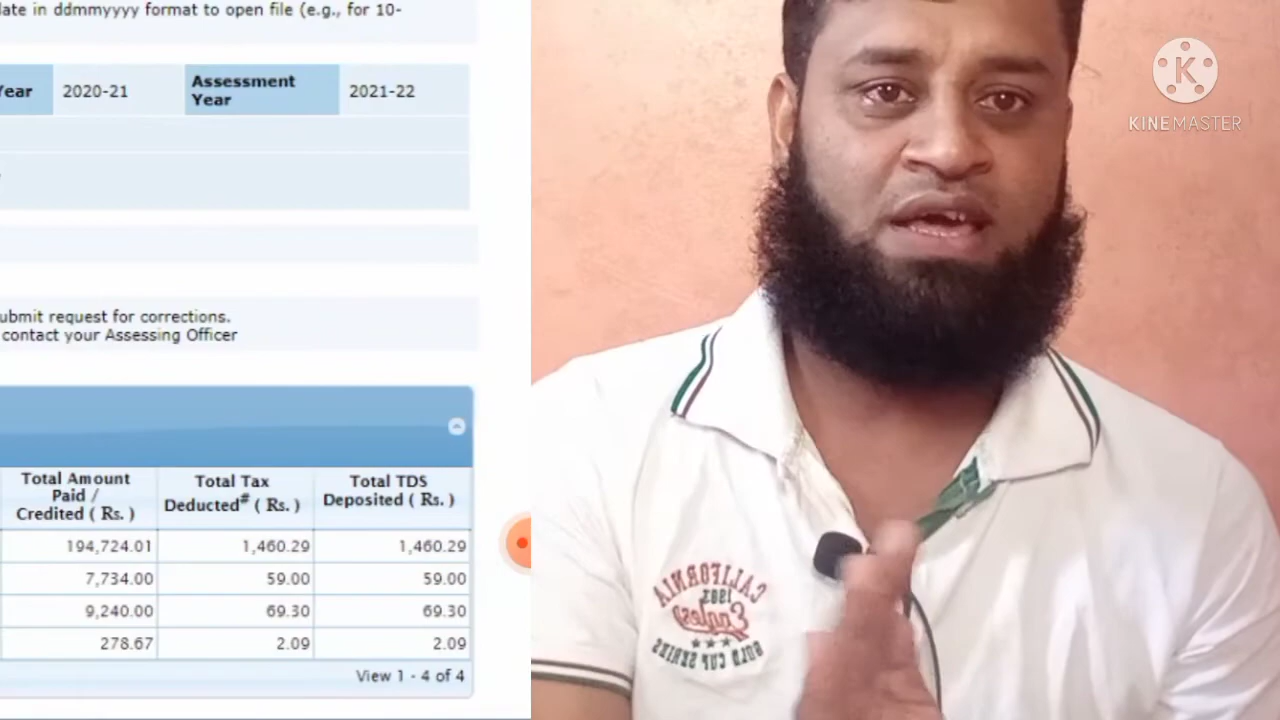 late in ddmmyyyy format to open file (e.g., for 10-
Year 2020-21 Assessment Year 2021-22
ubmit request for corrections.
contact your Assessing Officer
Total Amount Paid / Credited ( Rs. ) Total Tax Deducted# ( Rs. ) Total TDS Deposited ( Rs. )
194,724.01 1,460.29 1,460.29
7,734.00 59.00 59.00
9,240.00 69.30 69.30
278.67 2.09 2.09
View 1 - 4 of 4
K
KINEMASTER
CALIFORNIA
Eagles
GOLD CUP SERIES